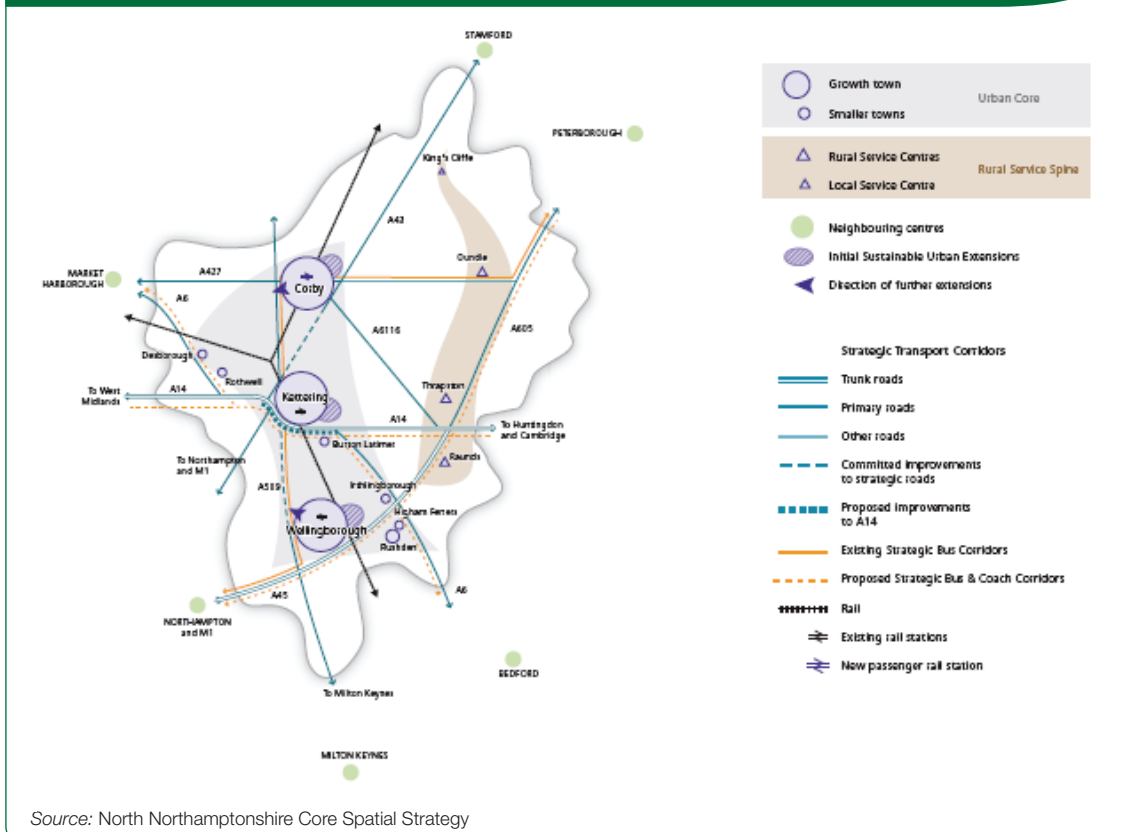 STAMFORD
PETERBOROUGH
King's Cliffe
A43
Oundle
MARKET
HARBOROUGH
A427
Corby
A6
A6116
A605
Desborough
Rothwell
Kettering
Thrapston
To West
Midlands
A14
A14
To Huntingdon
and Cambridge
Burton Latimer
To Northampton
and M1
Raunds
A509
Irthlingborough
Higham Ferrers
Wellingborough
Rushden
A45
A6
NORTHAMPTON
and M1
BEDFORD
To Milton Keynes
MILTON KEYNES
Growth town
Urban Core
Smaller towns
Rural Service Centres
Rural Service Spine
Local Service Centre
Neighbouring centres
Initial Sustainable Urban Extensions
Direction of further extensions
Strategic Transport Corridors
Trunk roads
Primary roads
Other roads
Committed improvements
to strategic roads
Proposed improvements
to A14
Existing Strategic Bus Corridors
Proposed Strategic Bus & Coach Corridors
Rail
Existing rail stations
New passenger rail station
Source: North Northamptonshire Core Spatial Strategy